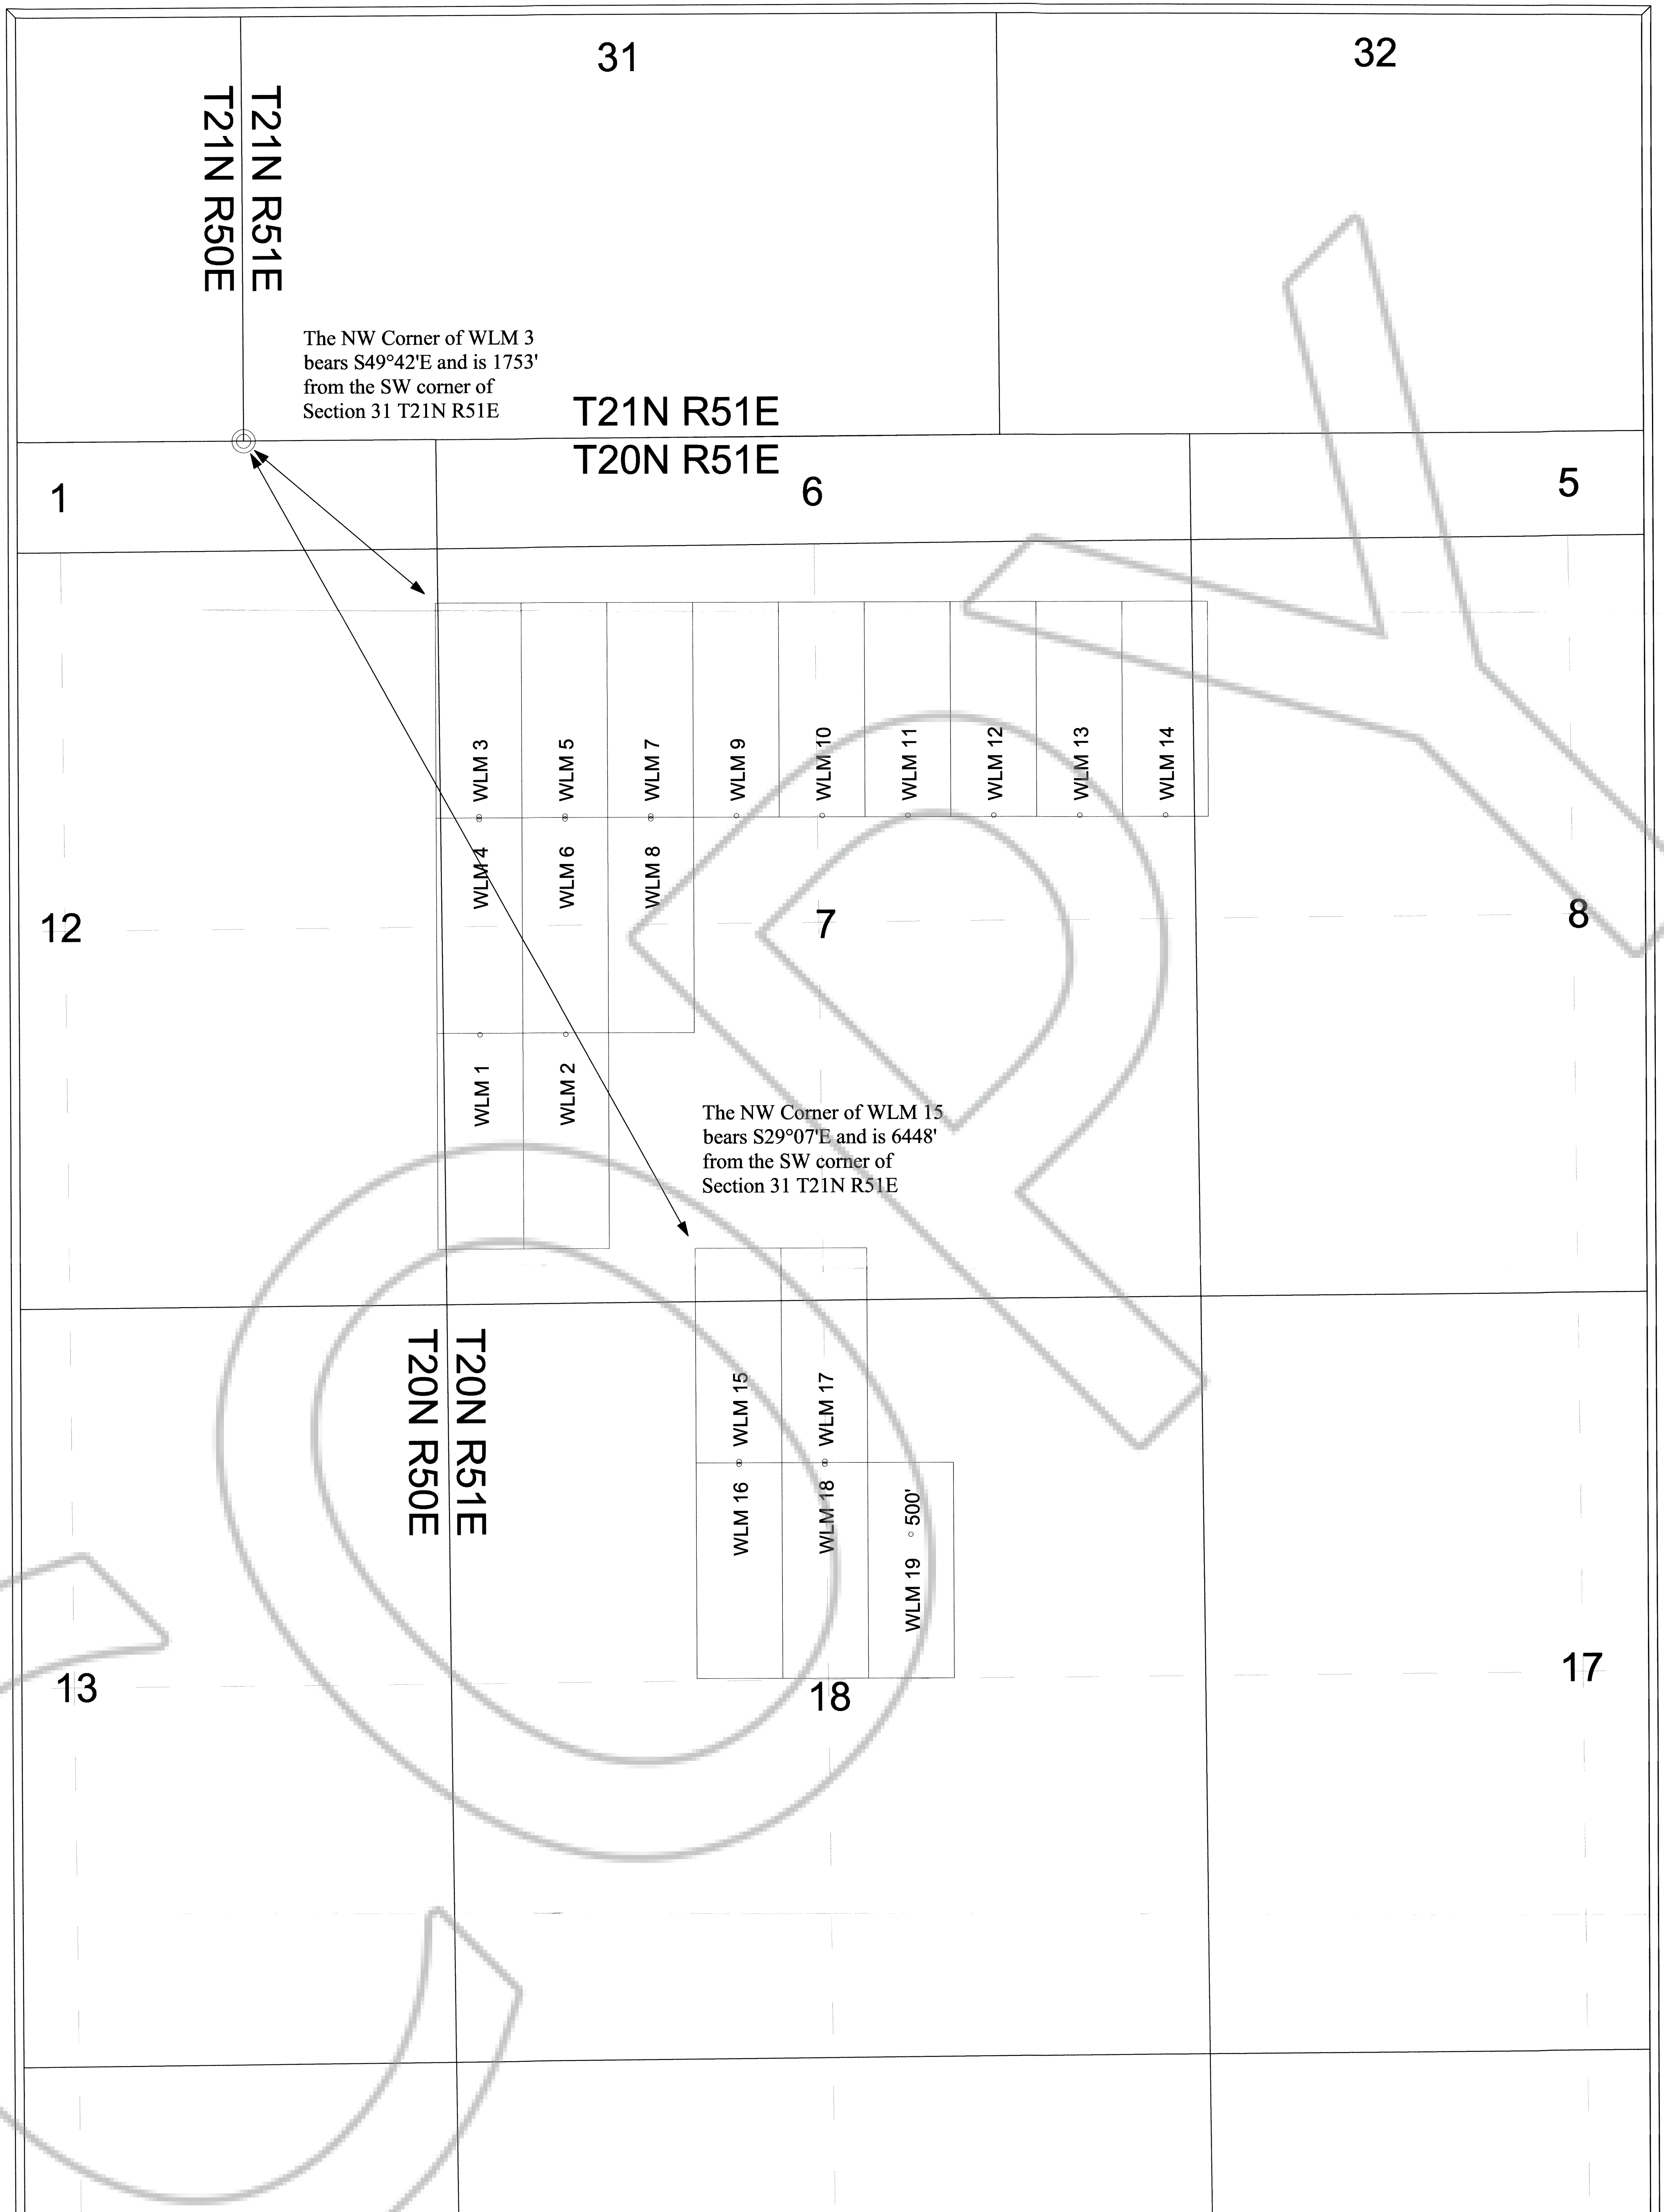 31
32
T21N R51E
T21N R50E
The NW Corner of WLM 3
bears S49°42'E and is 1753'
from the SW corner of
Section 31 T21N R51E
T21N R51E
T20N R51E
1
6
5
WLM 3
WLM 5
WLM 7
WLM 9
WLM 10
WLM 11
WLM 12
WLM 13
WLM 14
WLM 4
WLM 6
WLM 8
12
7
8
WLM 1
WLM 2
The NW Corner of WLM 15
bears S29°07'E and is 6448'
from the SW corner of
Section 31 T21N R51E
T20N R51E
T20N R50E
WLM 15
WLM 17
WLM 16
WLM 18
WLM 19
500'
13
18
17
COPY